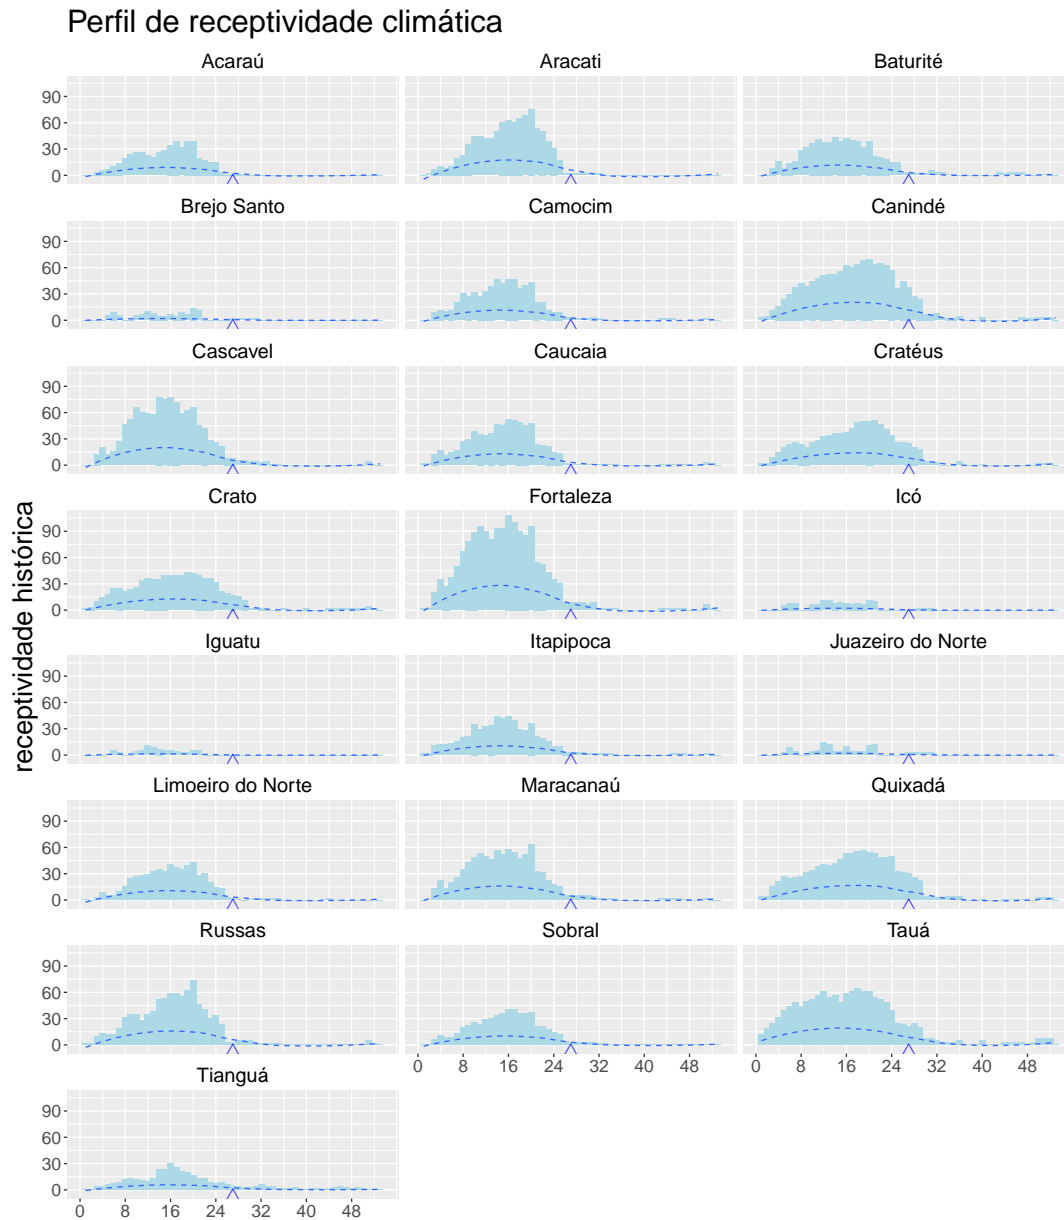 Perfil de receptividade climática
Acaraú Aracati Baturité
90
60
30
0
Brejo Santo Camocim Canindé
90
60
30
0
Cascavel Caucaia Cratéus
90
60
30
0
Crato Fortaleza Icó
90
60
30
0
receptividade histórica
Iguatu Itapipoca Juazeiro do Norte
90
60
30
0
Limoeiro do Norte Maracanaú Quixadá
90
60
30
0
Russas Sobral Tauá
90
60
30
0
0 8 16 24 32 40 48 0 8 16 24 32 40 48
Tianguá
90
60
30
0
0 8 16 24 32 40 48